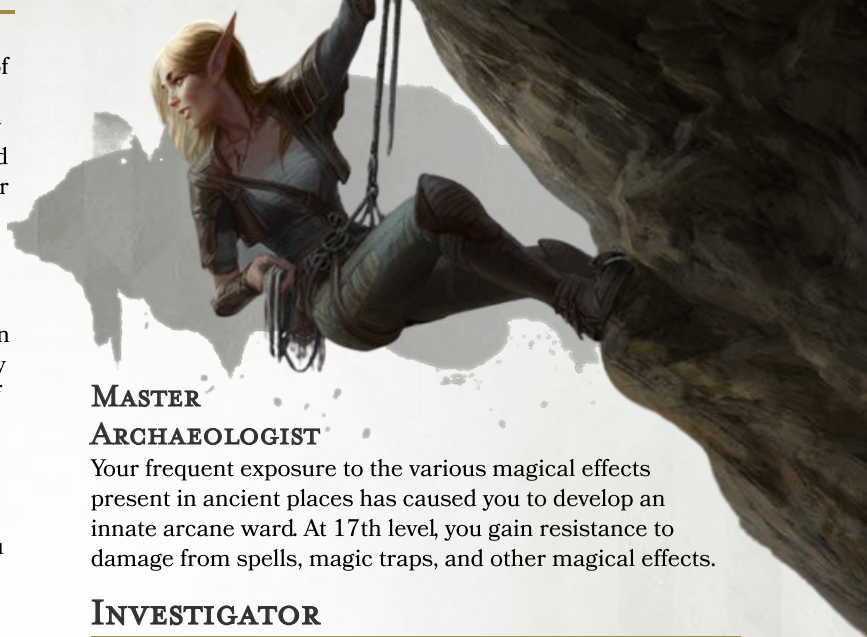 Master
Archaeologist
Your frequent exposure to the various magical effects
present in ancient places has caused you to develop an
innate arcane ward. At 17th level, you gain resistance to
damage from spells, magic traps, and other magical effects.
Investigator